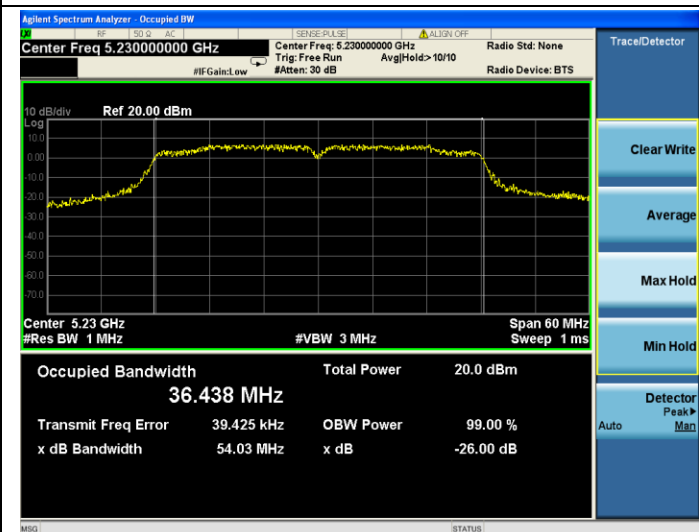 Agilent Spectrum Analyzer - Occupied BW
LXI RF 50 Ω AC SENSE:PULSE ALIGN OFF
Center Freq 5.230000000 GHz
Center Freq: 5.230000000 GHz Radio Std: None
Trig: Free Run Avg|Hold:>10/10
#IFGain:Low #Atten: 30 dB Radio Device: BTS
10 dB/div Ref 20.00 dBm
Log
10.0
0.00
-10.0
-20.0
-30.0
-40.0
-50.0
-60.0
-70.0
Center 5.23 GHz Span 60 MHz
#Res BW 1 MHz #VBW 3 MHz Sweep 1 ms
Occupied Bandwidth Total Power 20.0 dBm
36.438 MHz
Transmit Freq Error 39.425 kHz OBW Power 99.00 %
x dB Bandwidth 54.03 MHz x dB -26.00 dB
MSG STATUS
Trace/Detector
Clear Write
Average
Max Hold
Min Hold
Detector
Peak▶
Auto Man